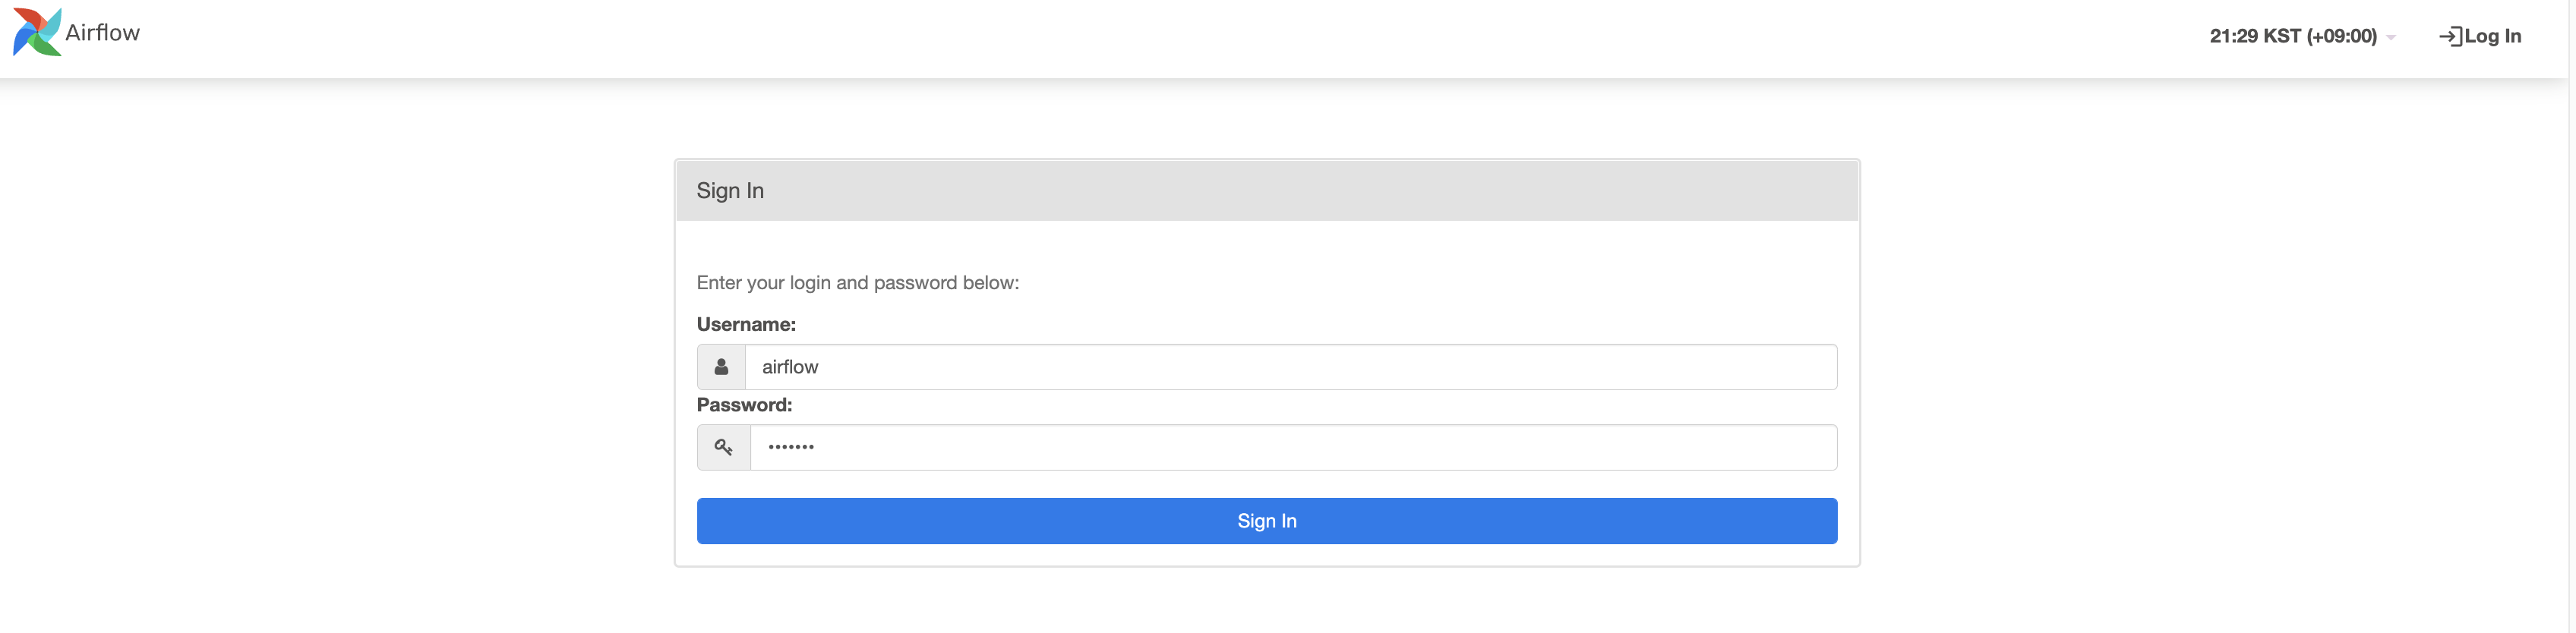 Airflow
21:29 KST (+09:00)
Log In
Sign In
Enter your login and password below:
Username:
airflow
Password:
•••••••
Sign In